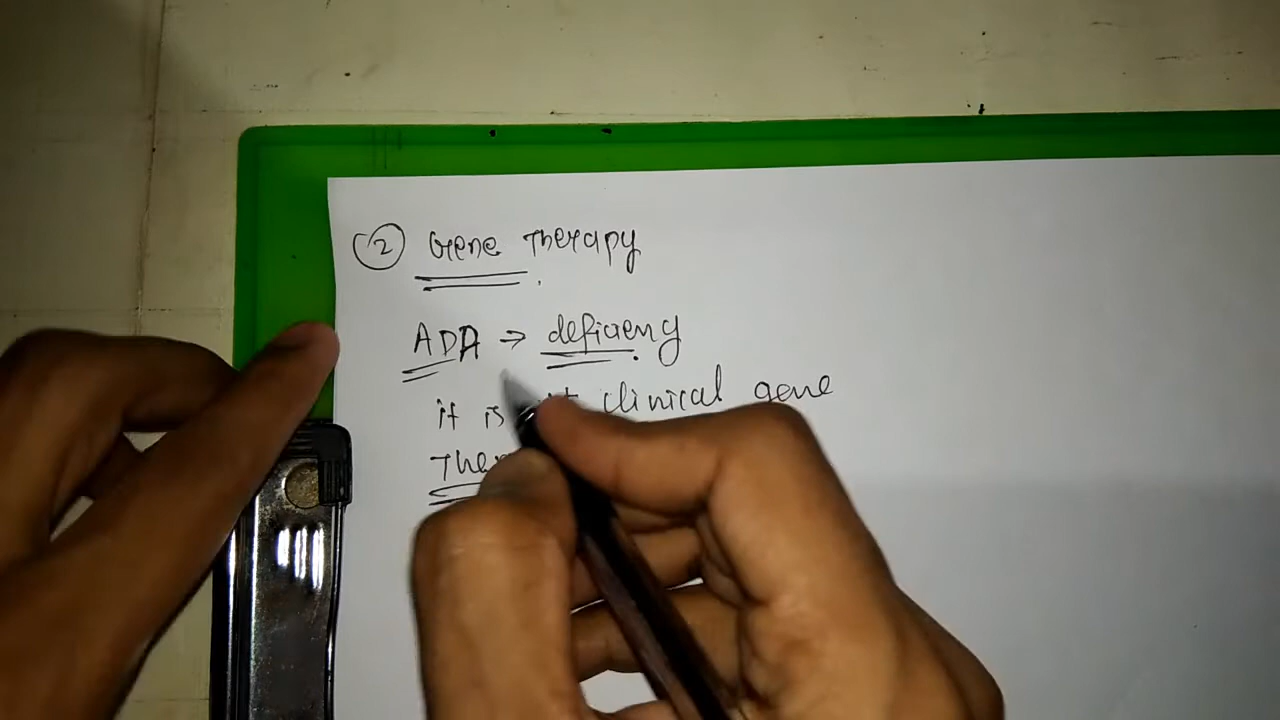 ② Gene Therapy
ADA → deficieny
it is clinical gene